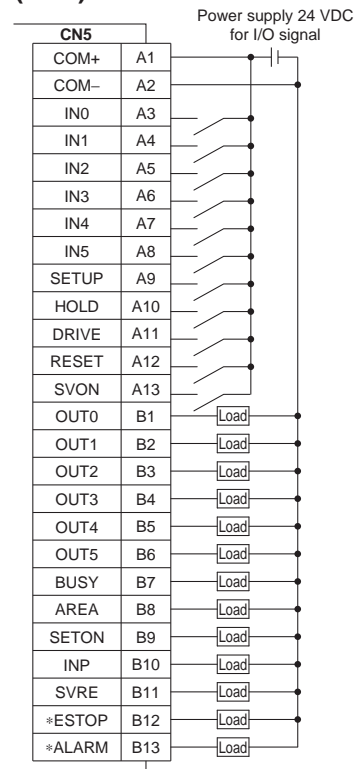 Power supply 24 VDC
for I/O signal
CN5
COM+ A1
COM− A2
IN0 A3
IN1 A4
IN2 A5
IN3 A6
IN4 A7
IN5 A8
SETUP A9
HOLD A10
DRIVE A11
RESET A12
SVON A13
OUT0 B1 Load
OUT1 B2 Load
OUT2 B3 Load
OUT3 B4 Load
OUT4 B5 Load
OUT5 B6 Load
BUSY B7 Load
AREA B8 Load
SETON B9 Load
INP B10 Load
SVRE B11 Load
∗ESTOP B12 Load
∗ALARM B13 Load